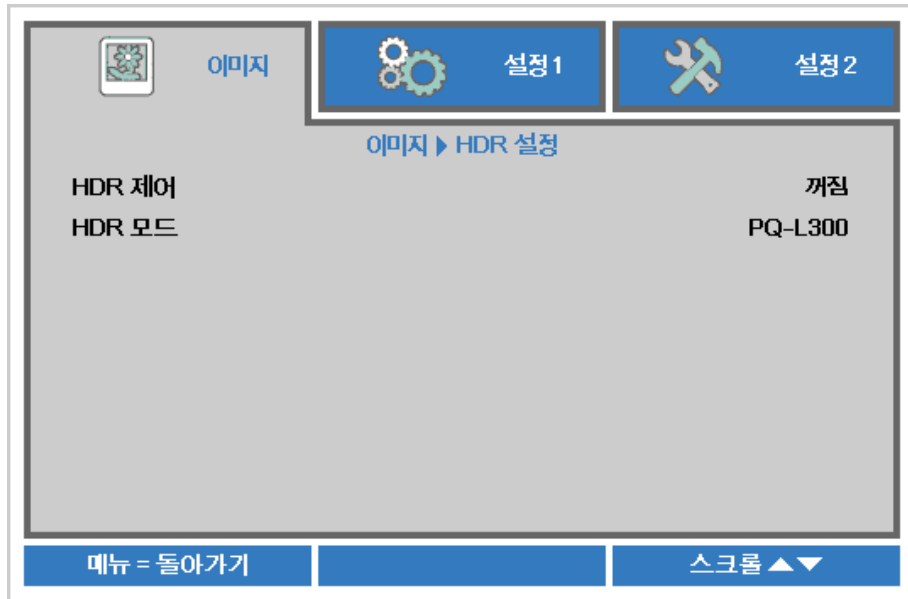 이미지
설정 1
설정 2
이미지 ▶ HDR 설정
HDR 제어 꺼짐
HDR 모드 PQ-L300
메뉴 = 돌아가기
스크롤 ▲▼